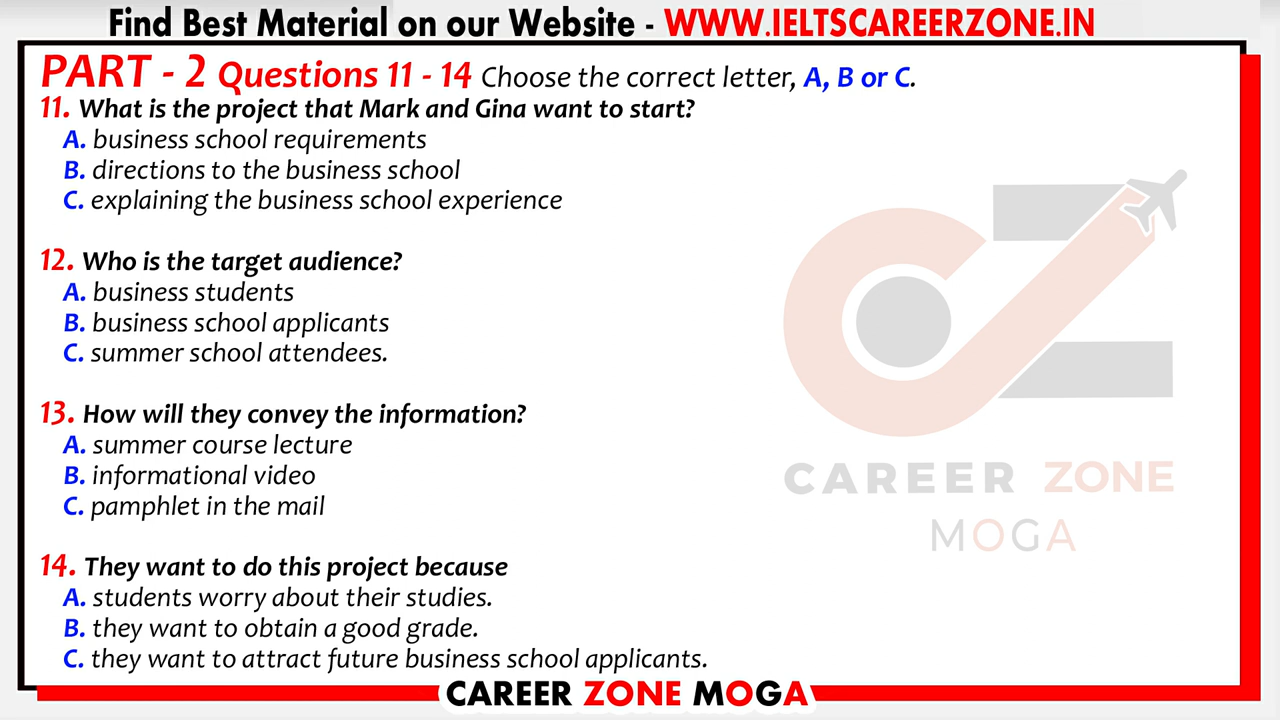 Find Best Material on our Website - WWW.IELTSCAREERZONE.IN
PART - 2 Questions 11 - 14 Choose the correct letter, A, B or C.
11. What is the project that Mark and Gina want to start?
A. business school requirements
B. directions to the business school
C. explaining the business school experience
12. Who is the target audience?
A. business students
B. business school applicants
C. summer school attendees.
13. How will they convey the information?
A. summer course lecture
B. informational video
C. pamphlet in the mail
14. They want to do this project because
A. students worry about their studies.
B. they want to obtain a good grade.
C. they want to attract future business school applicants.
CAREER ZONE
MOGA
CAREER ZONE MOGA